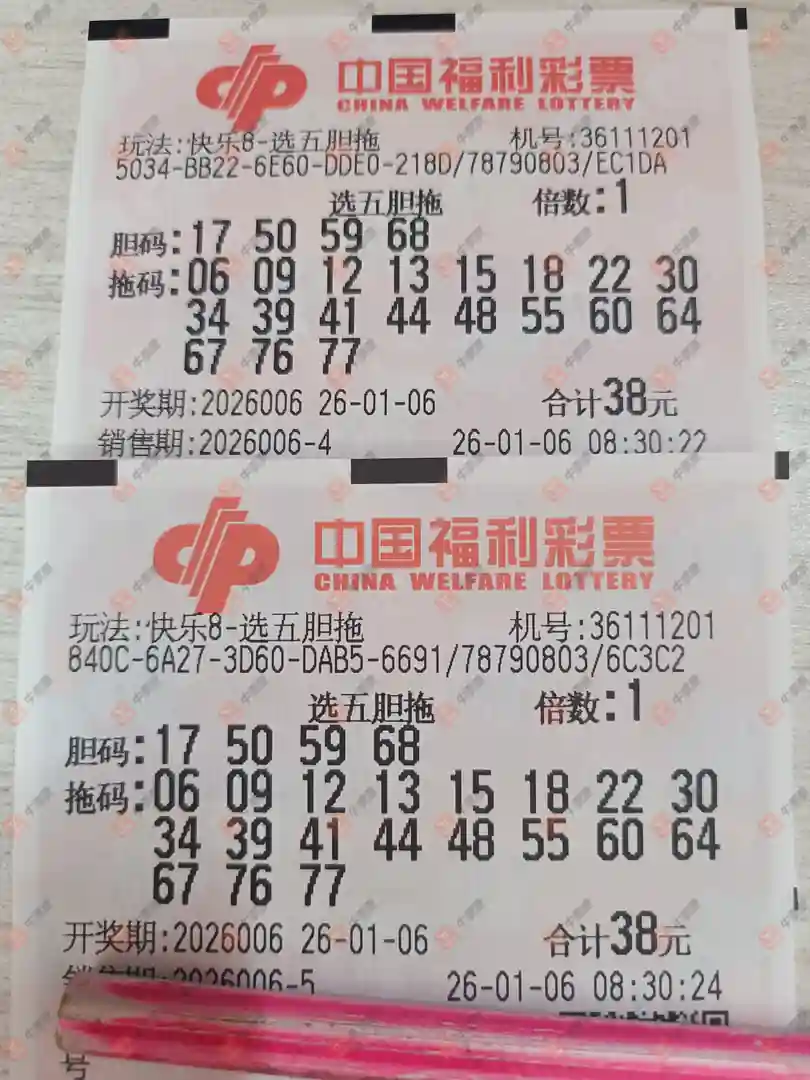 中国福利彩票
CHINA WELFARE LOTTERY
玩法:快乐8-选五胆拖 机号:36111201
5034-BB22-6E60-DDE0-218D/78790803/EC1DA
选五胆拖 倍数:1
胆码:17 50 59 68
拖码:06 09 12 13 15 18 22 30
34 39 41 44 48 55 60 64
67 76 77
开奖期:2026006 26-01-06 合计38元
销售期:2026006-4 26-01-06 08:30:22
中国福利彩票
CHINA WELFARE LOTTERY
玩法:快乐8-选五胆拖 机号:36111201
840C-6A27-3D60-DAB5-6691/78790803/6C3C2
选五胆拖 倍数:1
胆码:17 50 59 68
拖码:06 09 12 13 15 18 22 30
34 39 41 44 48 55 60 64
67 76 77
开奖期:2026006 26-01-06 合计38元
销售期:2026006-5 26-01-06 08:30:24
号